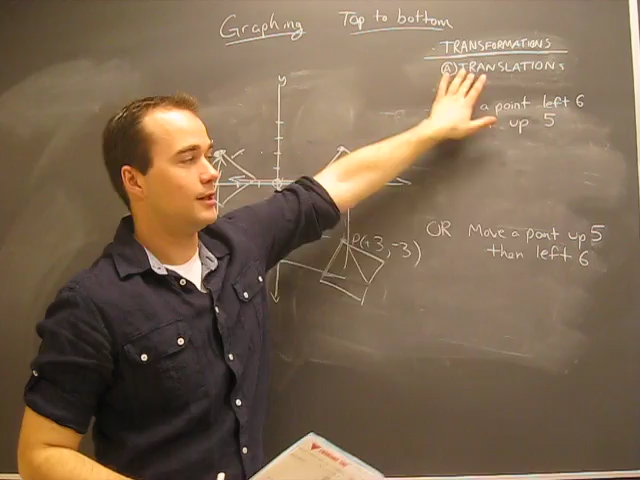 Graphing Top to bottom
TRANSFORMATIONS
(A) TRANSLATIONS
a point left 6
up 5
y
P(+3, -3)
OR Move a point up 5
then left 6